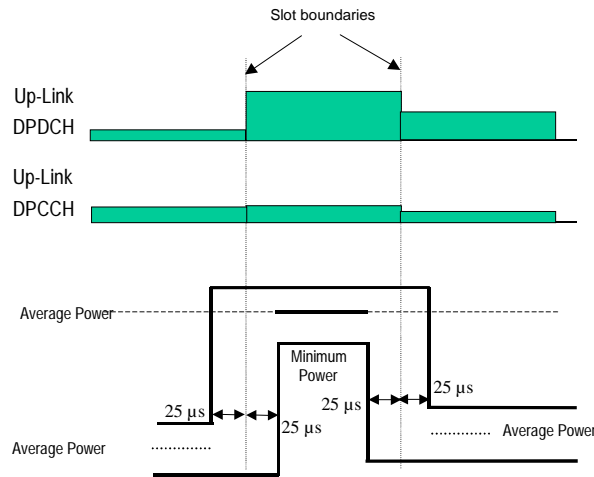 Slot boundaries
Up-Link
DPDCH
Up-Link
DPCCH
Average Power
Minimum
Power
25 µs
25 µs
25 µs
25 µs
Average Power
Average Power